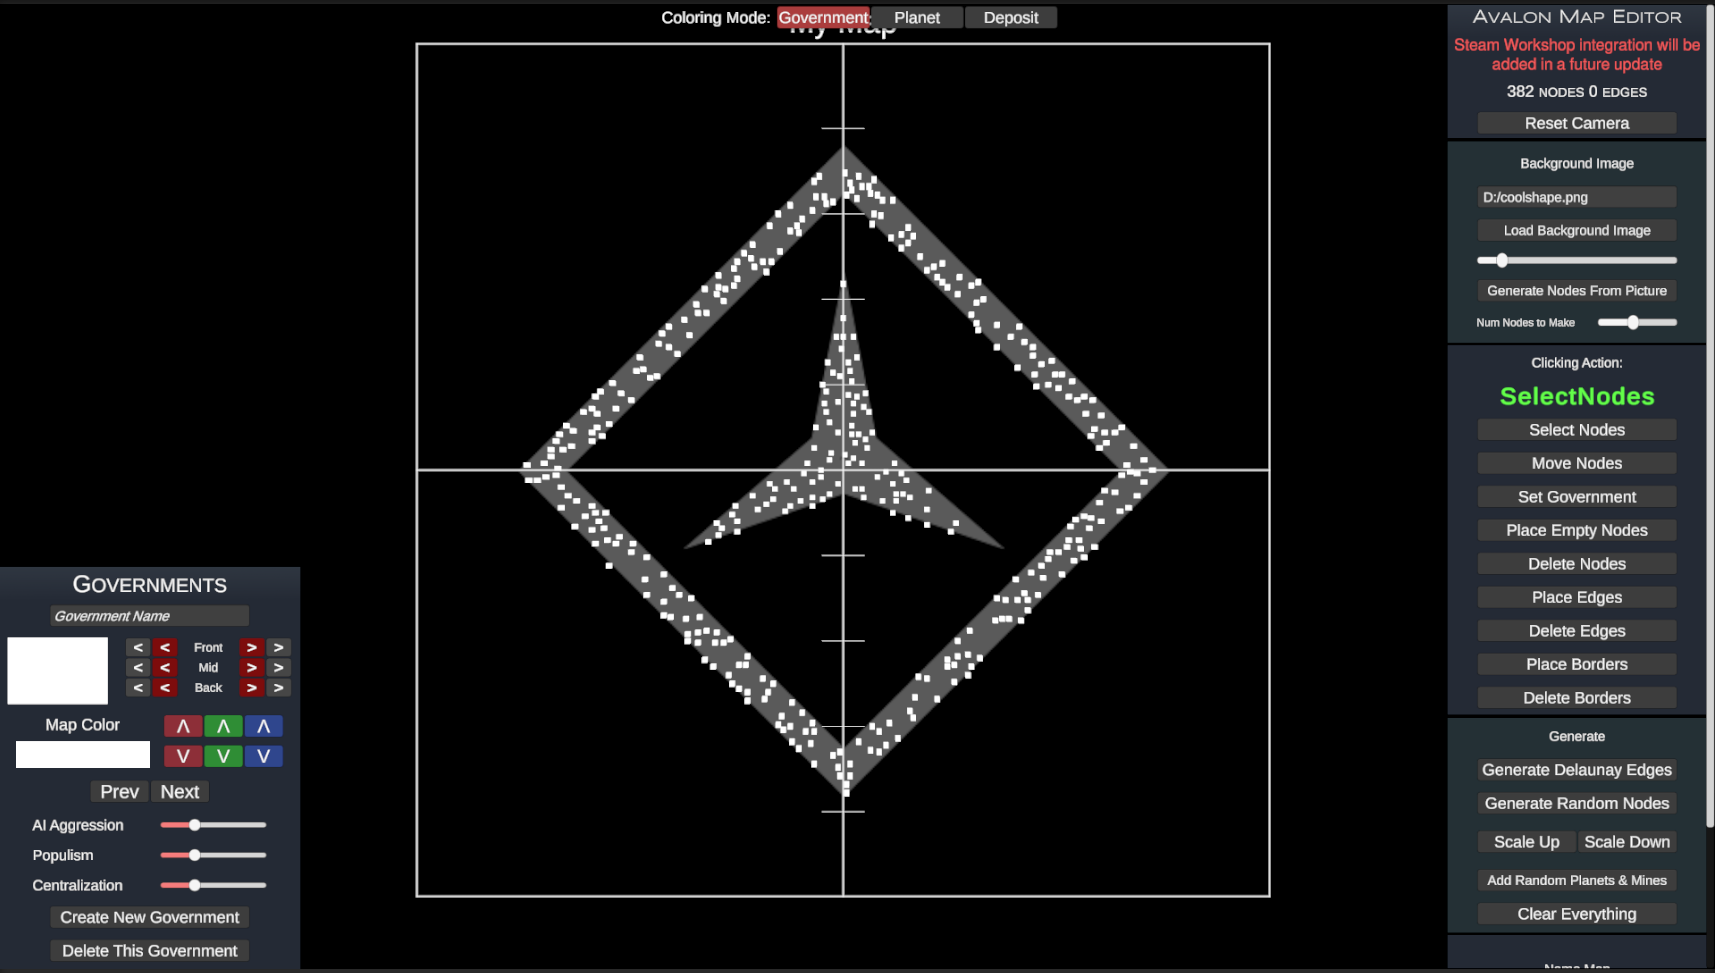 Coloring Mode: Government Planet Deposit
My Map
AVALON MAP EDITOR
Steam Workshop integration will be
added in a future update
382 NODES 0 EDGES
Reset Camera
Background Image
D:/coolshape.png
Load Background Image
Generate Nodes From Picture
Num Nodes to Make
Clicking Action:
SelectNodes
Select Nodes
Move Nodes
Set Government
Place Empty Nodes
Delete Nodes
Place Edges
Delete Edges
Place Borders
Delete Borders
Generate
Generate Delaunay Edges
Generate Random Nodes
Scale Up Scale Down
Add Random Planets & Mines
Clear Everything
Name Map
GOVERNMENTS
Government Name
< < Front > >
< < Mid > >
< < Back > >
Map Color Λ Λ Λ
V V V
Prev Next
AI Aggression
Populism
Centralization
Create New Government
Delete This Government